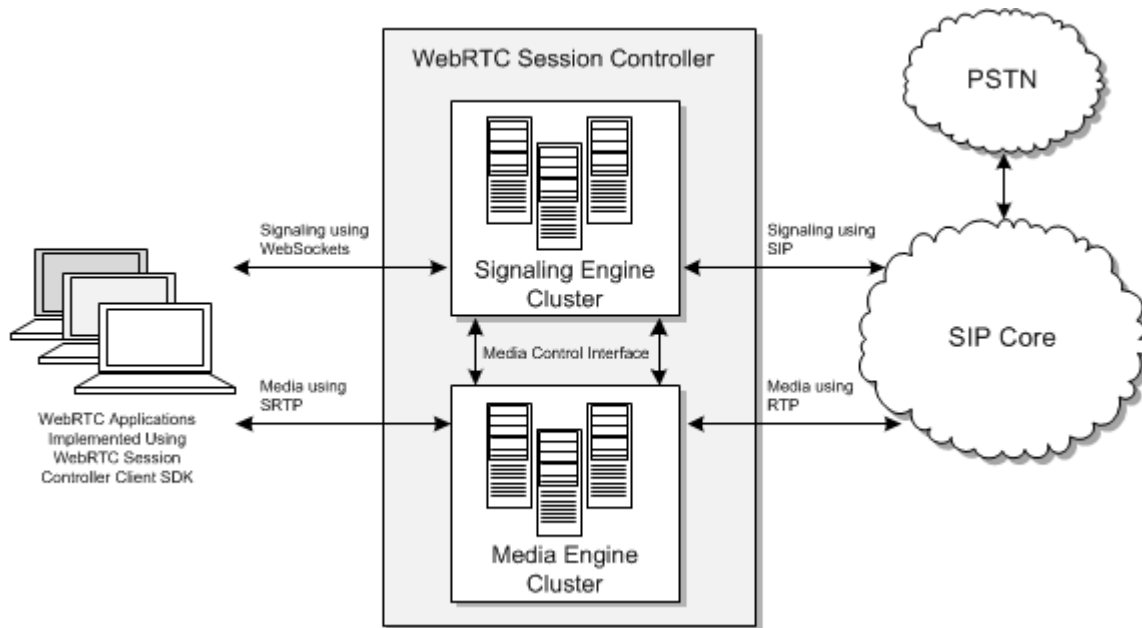 WebRTC Session Controller
PSTN
Signaling using
WebSockets
Signaling Engine
Cluster
Signaling using
SIP
SIP Core
Media Control Interface
Media using
SRTP
Media using
RTP
WebRTC Applications
Implemented Using
WebRTC Session
Controller Client SDK
Media Engine
Cluster